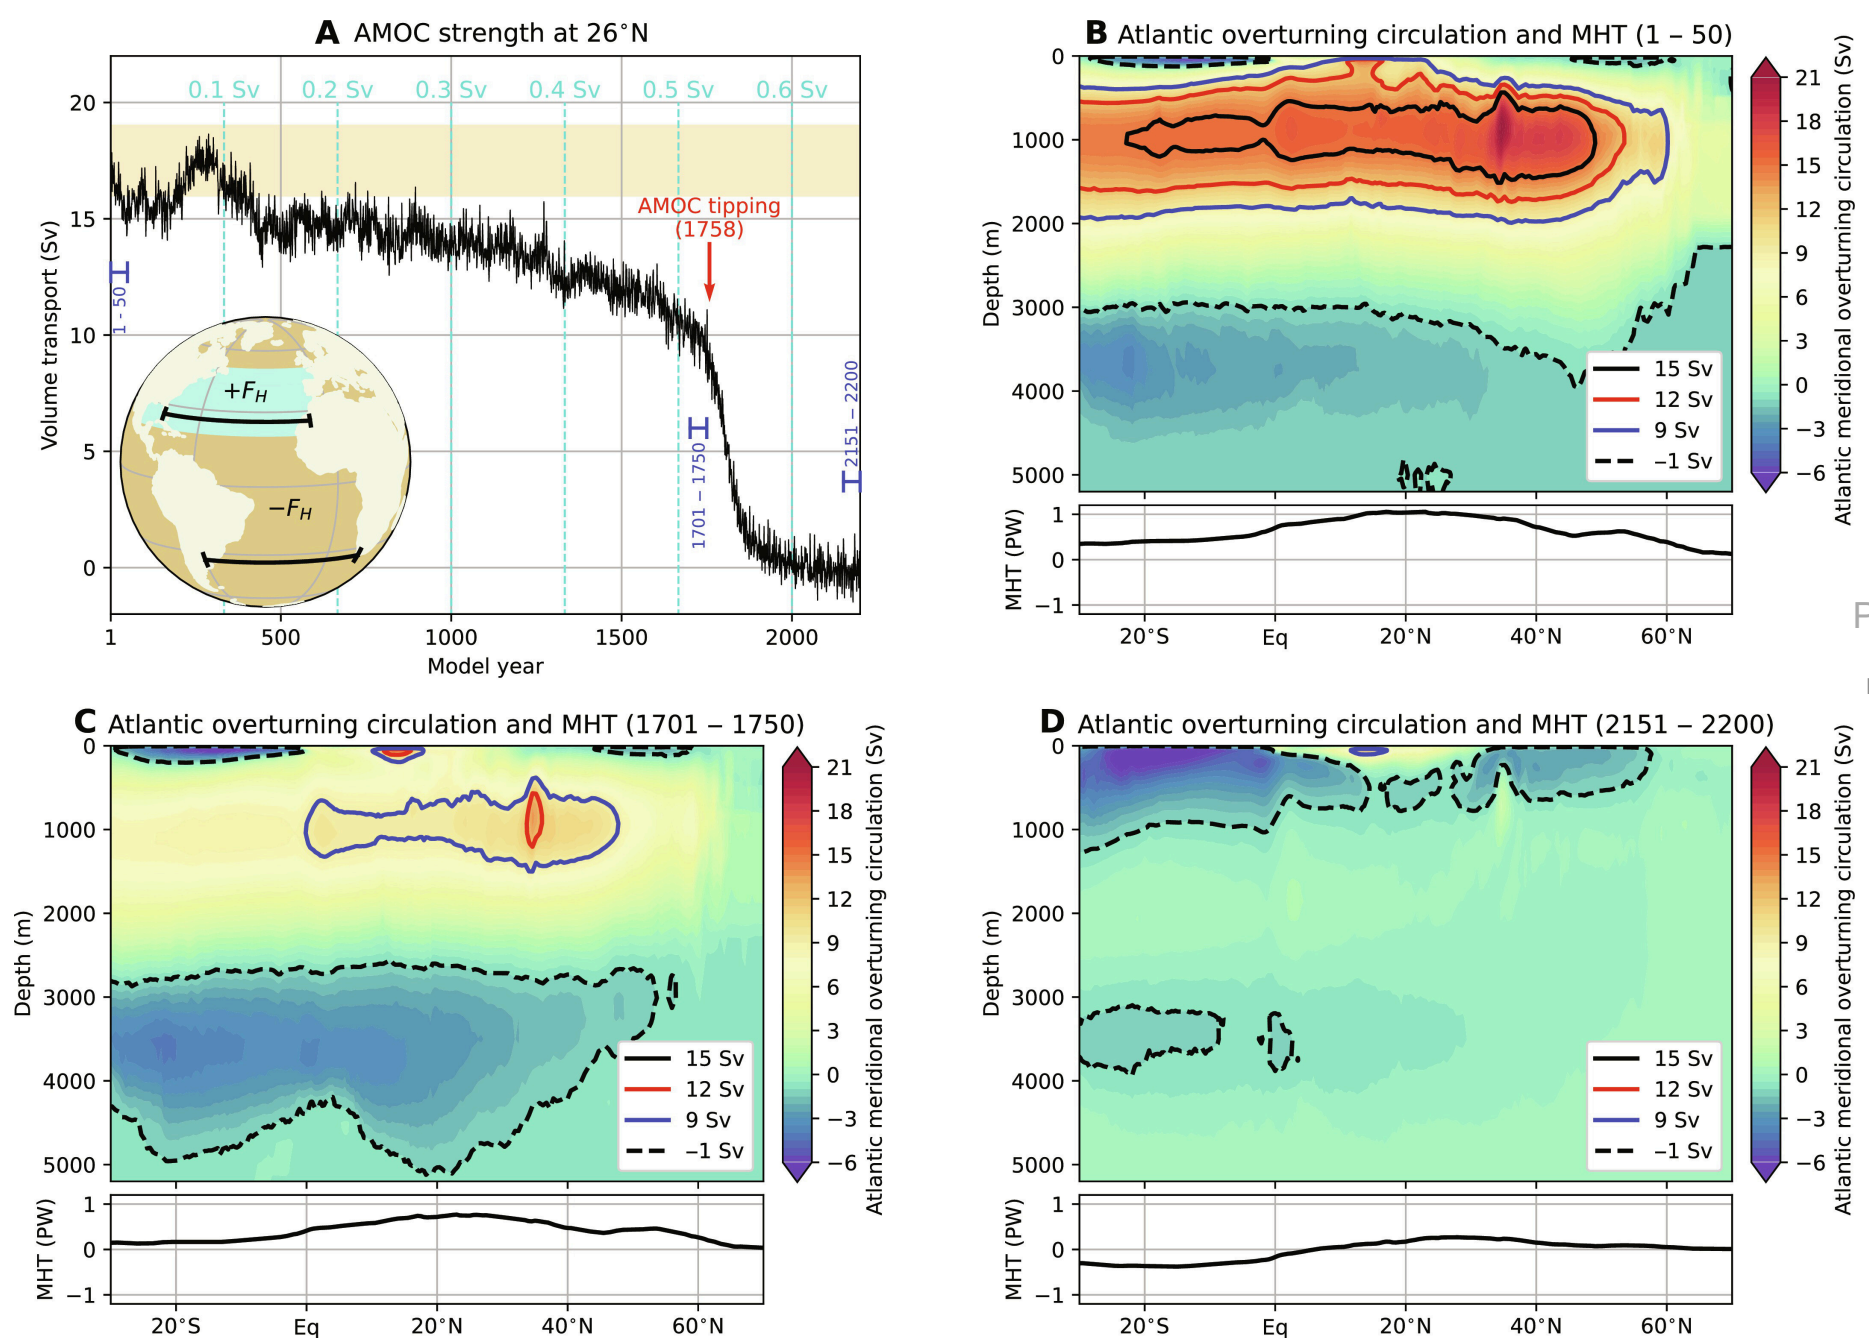 A AMOC strength at 26°N
0.1 Sv 0.2 Sv 0.3 Sv 0.4 Sv 0.5 Sv 0.6 Sv
20
15
10
5
0
Volume transport (Sv)
AMOC tipping
(1758)
1 - 50
1701 – 1750
2151 – 2200
+F_H
−F_H
1 500 1000 1500 2000
Model year
B Atlantic overturning circulation and MHT (1 – 50)
0
1000
2000
3000
4000
5000
Depth (m)
15 Sv
12 Sv
9 Sv
–1 Sv
21
18
15
12
9
6
3
0
−3
−6
Atlantic meridional overturning circulation (Sv)
1
0
−1
MHT (PW)
20°S Eq 20°N 40°N 60°N
C Atlantic overturning circulation and MHT (1701 – 1750)
0
1000
2000
3000
4000
5000
Depth (m)
15 Sv
12 Sv
9 Sv
–1 Sv
21
18
15
12
9
6
3
0
−3
−6
Atlantic meridional overturning circulation (Sv)
1
0
−1
MHT (PW)
20°S Eq 20°N 40°N 60°N
D Atlantic overturning circulation and MHT (2151 – 2200)
0
1000
2000
3000
4000
5000
Depth (m)
15 Sv
12 Sv
9 Sv
–1 Sv
21
18
15
12
9
6
3
0
−3
−6
Atlantic meridional overturning circulation (Sv)
1
0
−1
MHT (PW)
20°S Eq 20°N 40°N 60°N